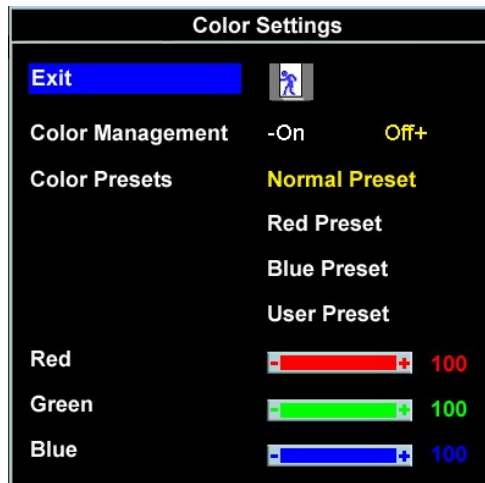 Color Settings
Exit
Color Management -On Off+
Color Presets Normal Preset
Red Preset
Blue Preset
User Preset
Red - + 100
Green - + 100
Blue - + 100